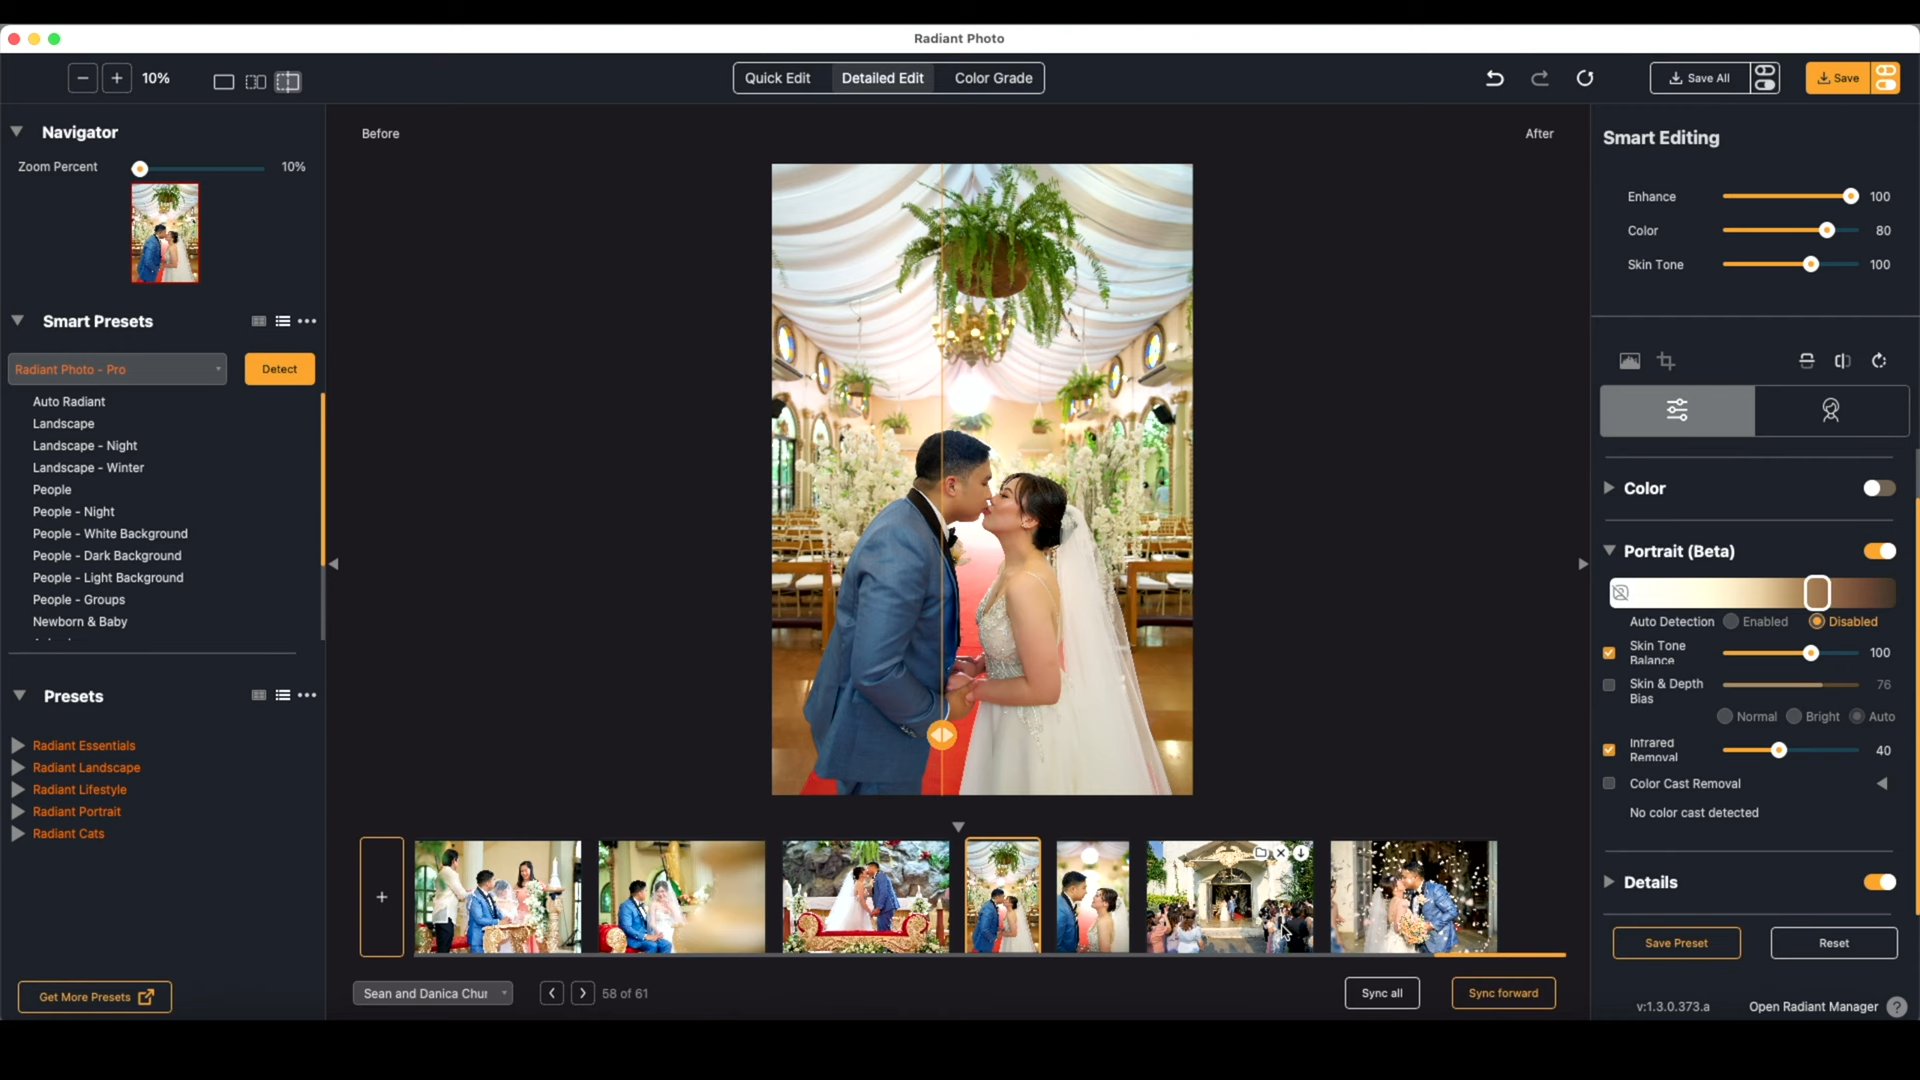 Radiant Photo
10%
Quick Edit
Detailed Edit
Color Grade
Save All
Save
Navigator
Zoom Percent
10%
Smart Presets
Radiant Photo - Pro
Detect
Auto Radiant
Landscape
Landscape - Night
Landscape - Winter
People
People - Night
People - White Background
People - Dark Background
People - Light Background
People - Groups
Newborn & Baby
Presets
Radiant Essentials
Radiant Landscape
Radiant Lifestyle
Radiant Portrait
Radiant Cats
Get More Presets
Before
After
Sean and Danica Chur
58 of 61
Sync all
Sync forward
Smart Editing
Enhance 100
Color 80
Skin Tone 100
Color
Portrait (Beta)
Auto Detection Enabled Disabled
Skin Tone
Balance 100
Skin & Depth
Bias 76
Normal Bright Auto
Infrared
Removal 40
Color Cast Removal
No color cast detected
Details
Save Preset
Reset
v:1.3.0.373.a
Open Radiant Manager ?